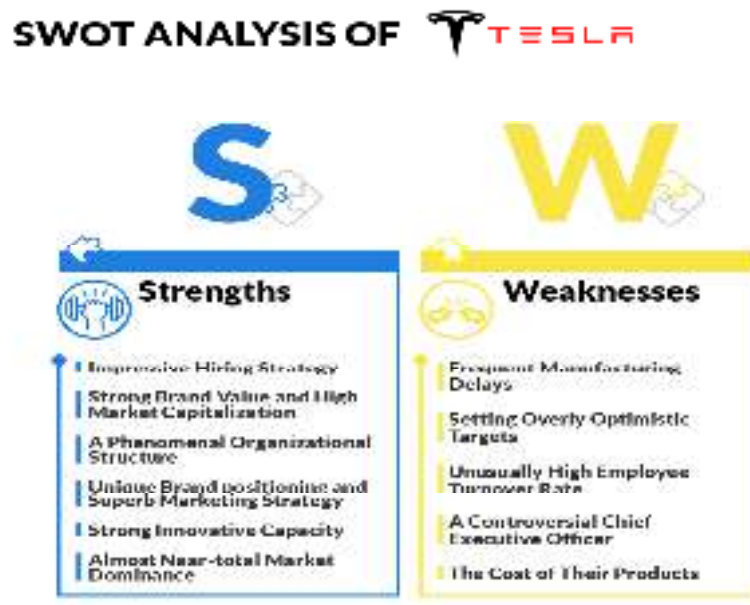 SWOT ANALYSIS OF TESLA
S
W
Strengths
Impressive Hiring Strategy
Strong Brand Value and High
Market Capitalization
A Phenomenal Organizational
Structure
Unique Brand positioning and
Superb Marketing Strategy
Strong Innovative Capacity
Almost Near-total Market
Dominance
Weaknesses
Frequent Manufacturing
Delays
Setting Overly Optimistic
Targets
Unusually High Employee
Turnover Rate
A Controversial Chief
Executive Officer
The Cost of Their Products